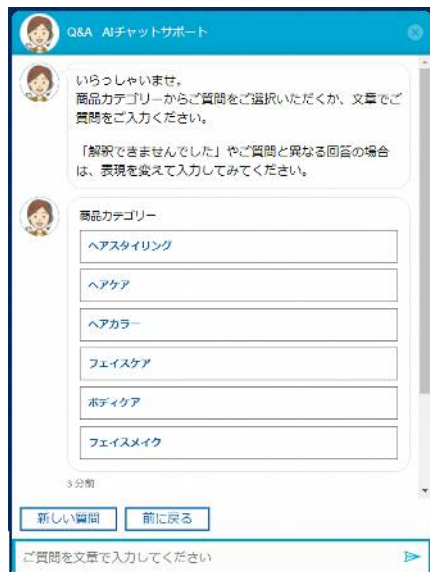 Q&A AIチャットサポート
いらっしゃいませ。
商品カテゴリーからご質問をご選択いただくか、文章でご
質問をご入力ください。
「解釈できませんでした」やご質問と異なる回答の場合
は、表現を変えて入力してみてください。
商品カテゴリー
ヘアスタイリング
ヘアケア
ヘアカラー
フェイスケア
ボディケア
フェイスメイク
3分前
新しい質問
前に戻る
ご質問を文章で入力してください